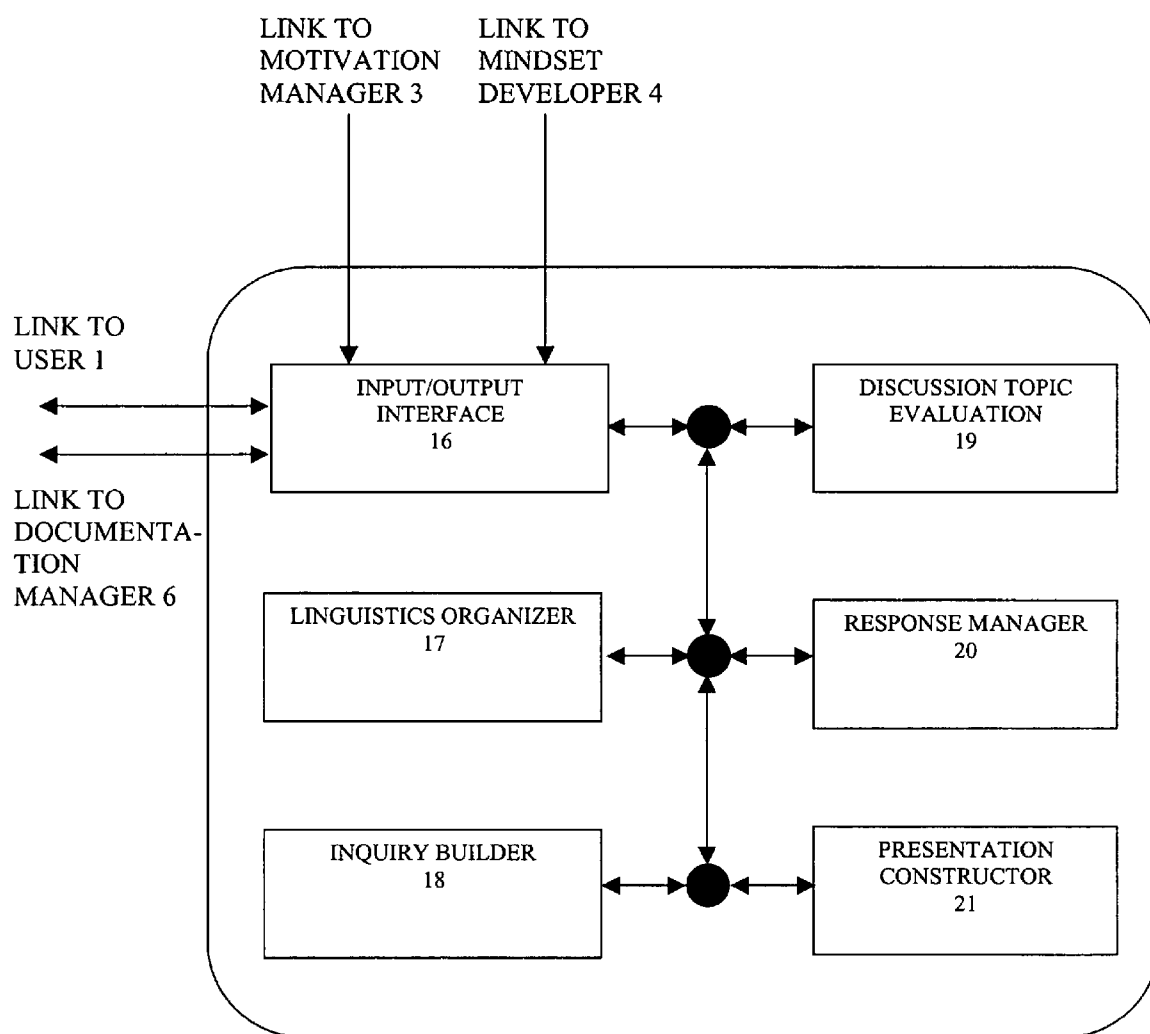 LINK TO
MOTIVATION
MANAGER 3
LINK TO
MINDSET
DEVELOPER 4
LINK TO
USER 1
LINK TO
DOCUMENTA-
TION
MANAGER 6
INPUT/OUTPUT
INTERFACE
16
DISCUSSION TOPIC
EVALUATION
19
LINGUISTICS ORGANIZER
17
RESPONSE MANAGER
20
INQUIRY BUILDER
18
PRESENTATION
CONSTRUCTOR
21